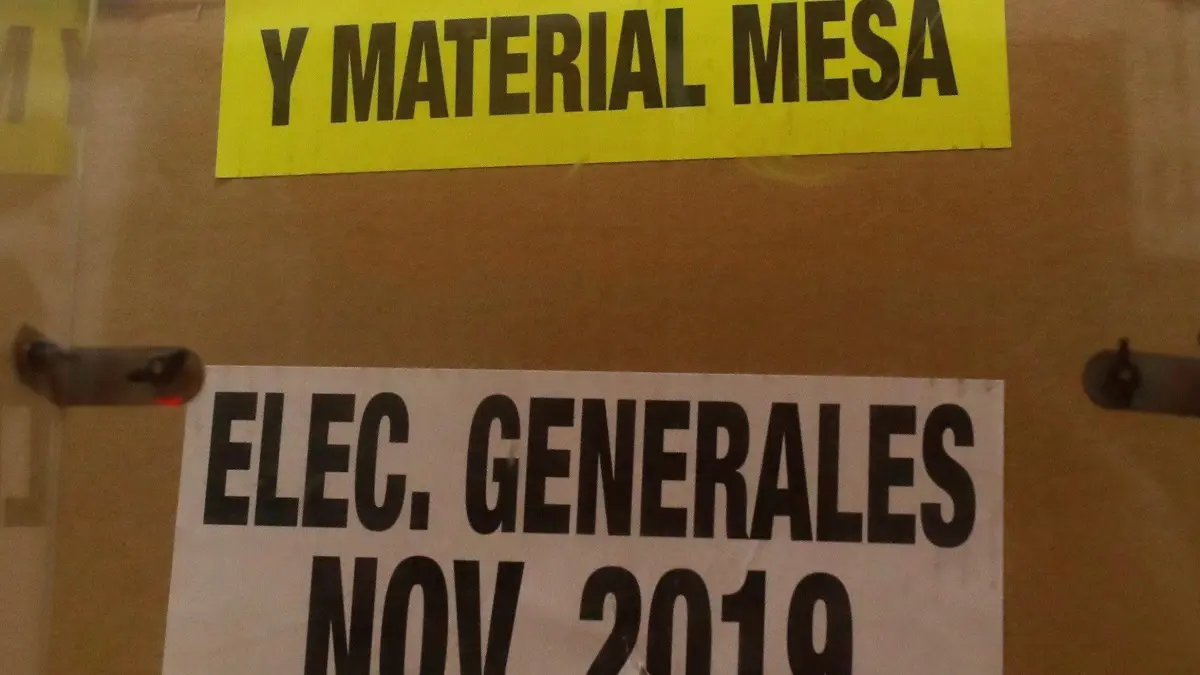 Y MATERIAL MESA
ELEC. GENERALES
NOV. 2019